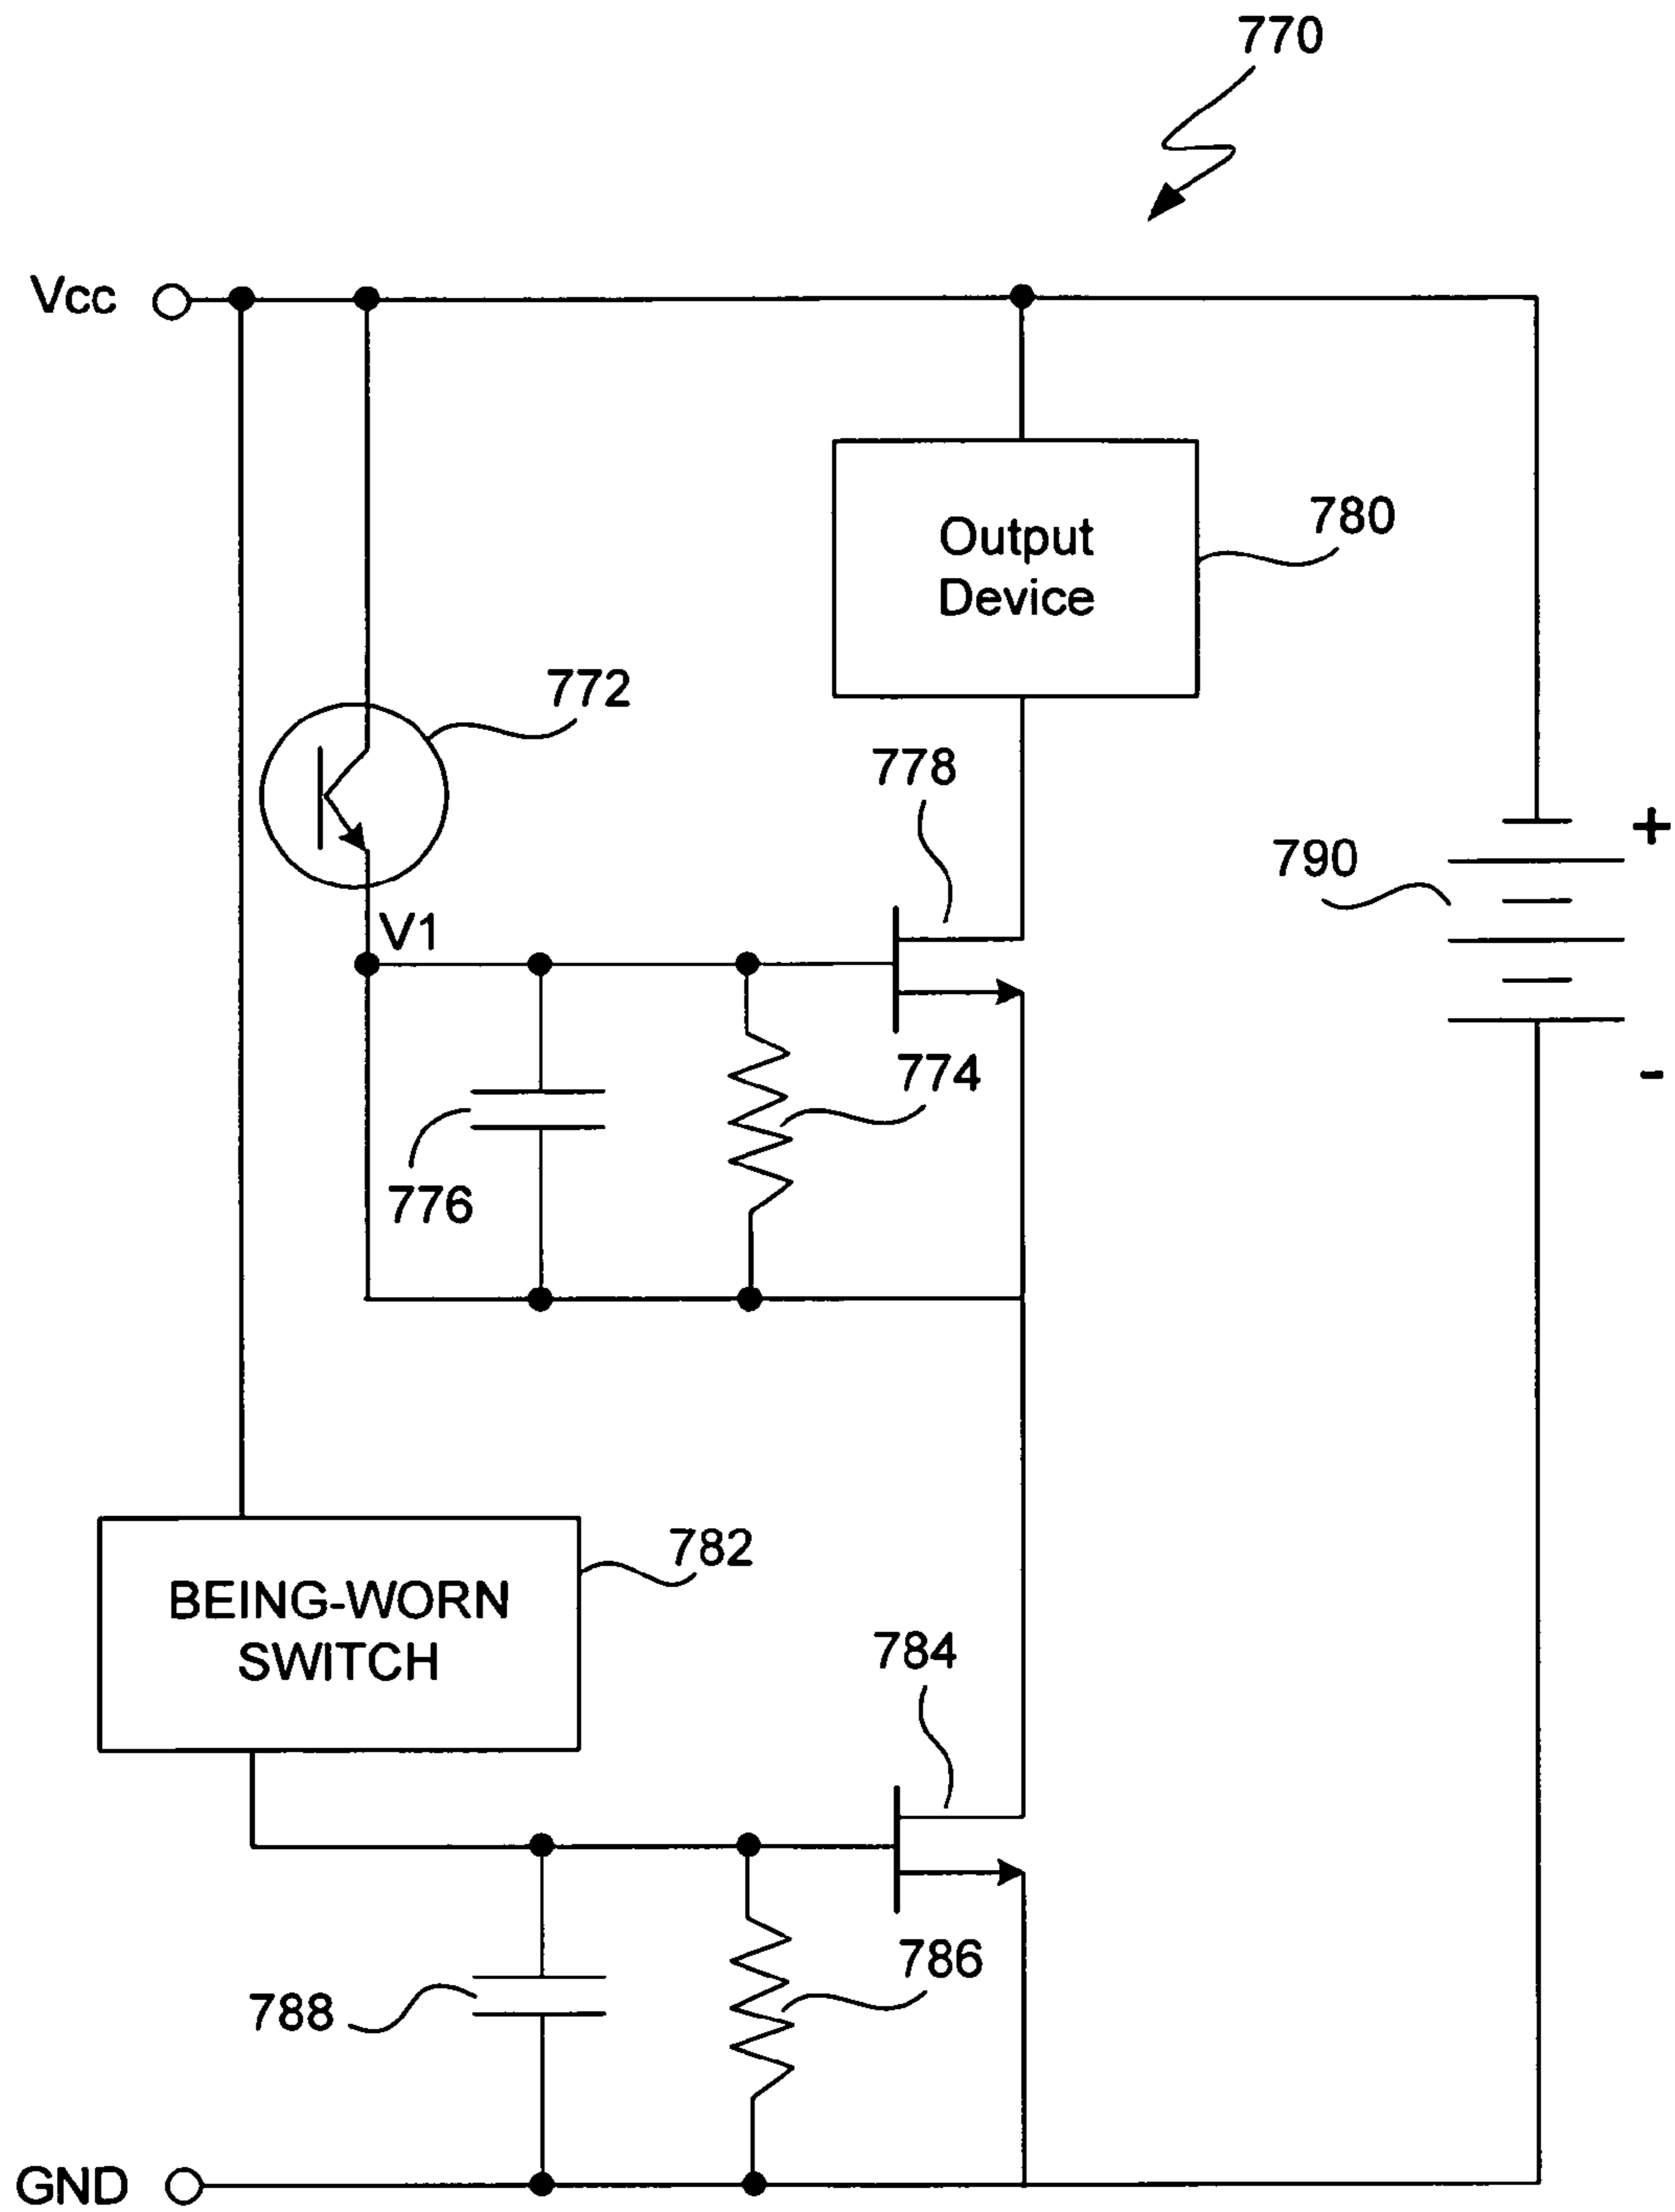 770
Vcc
Output
Device
780
772
778
790
+
V1
774
-
776
782
BEING-WORN
SWITCH
784
786
788
GND